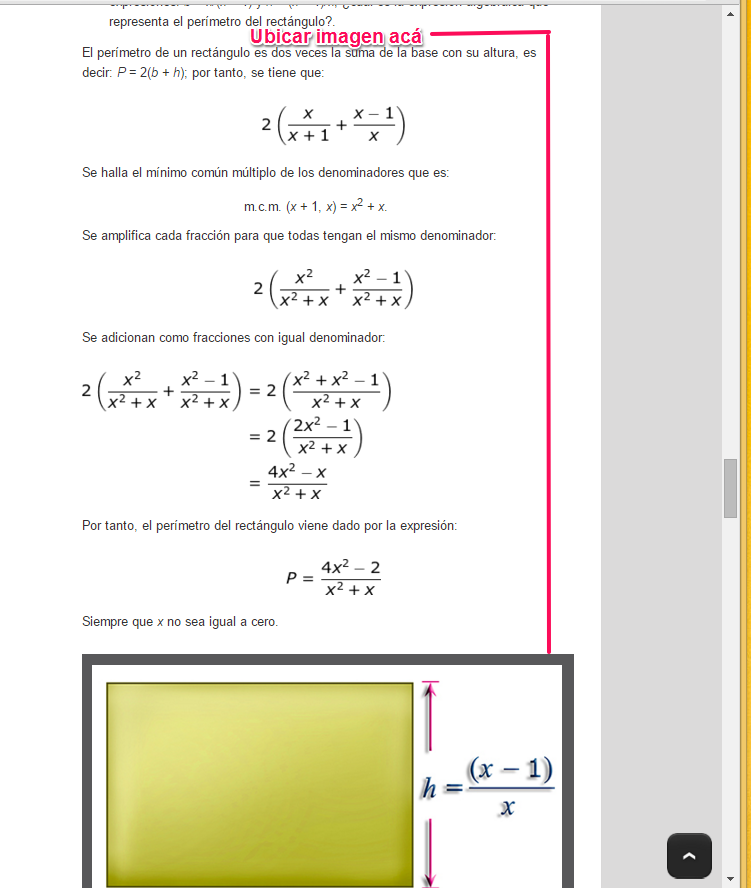 representa el perímetro del rectángulo?.
Ubicar imagen acá
El perímetro de un rectángulo es dos veces la suma de la base con su altura, es
decir: P = 2(b + h); por tanto, se tiene que:
2 (x/(x + 1) + (x − 1)/x)
Se halla el mínimo común múltiplo de los denominadores que es:
m.c.m. (x + 1, x) = x² + x.
Se amplifica cada fracción para que todas tengan el mismo denominador:
2 (x²/(x² + x) + (x² − 1)/(x² + x))
Se adicionan como fracciones con igual denominador:
2 (x²/(x² + x) + (x² − 1)/(x² + x)) = 2 ((x² + x² − 1)/(x² + x))
= 2 ((2x² − 1)/(x² + x))
= (4x² − x)/(x² + x)
Por tanto, el perímetro del rectángulo viene dado por la expresión:
P = (4x² − 2)/(x² + x)
Siempre que x no sea igual a cero.
h = (x − 1)/x